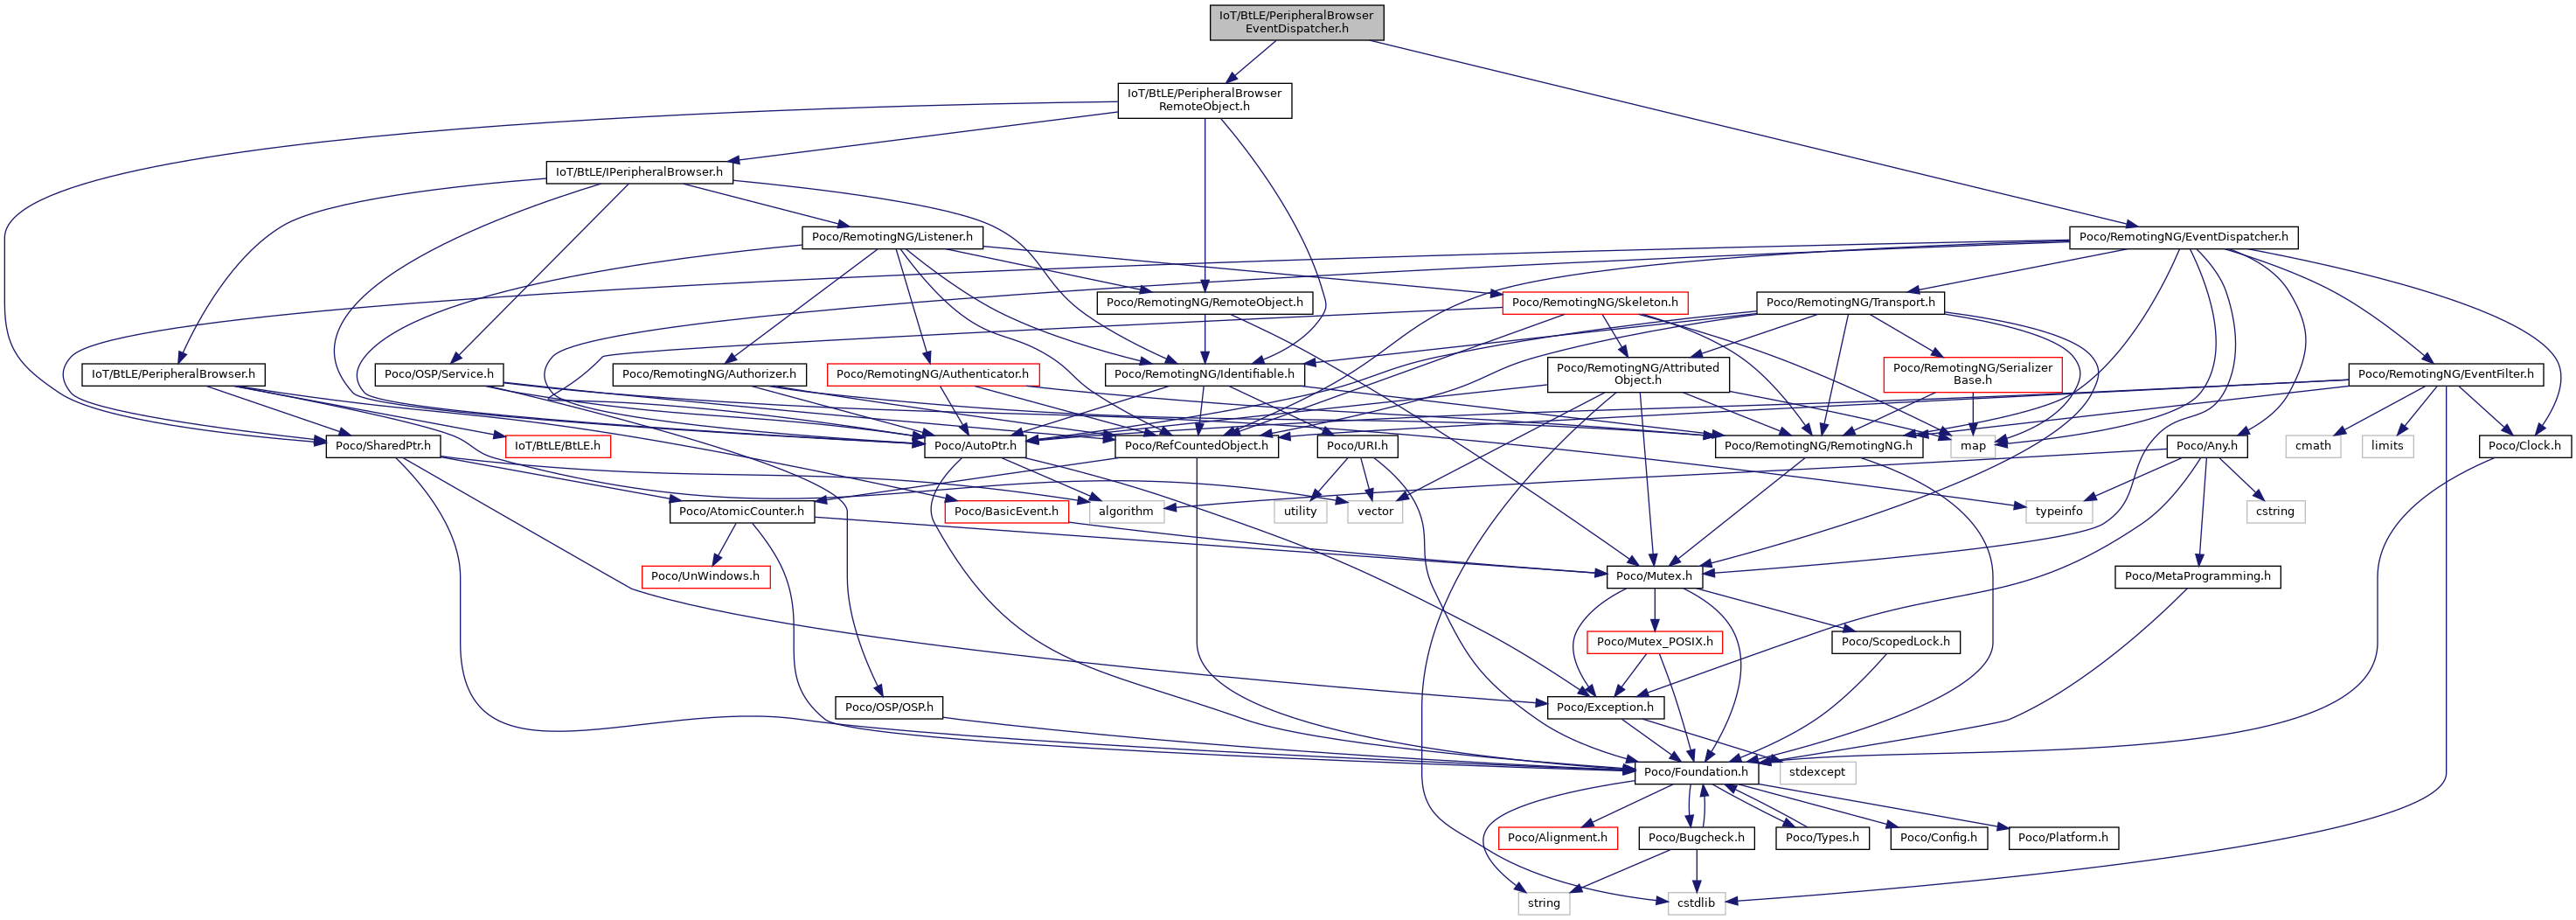 IoT/BtLE/PeripheralBrowser
EventDispatcher.h
IoT/BtLE/PeripheralBrowser
RemoteObject.h
IoT/BtLE/IPeripheralBrowser.h
Poco/RemotingNG/Listener.h
Poco/RemotingNG/EventDispatcher.h
Poco/RemotingNG/RemoteObject.h
Poco/RemotingNG/Skeleton.h
Poco/RemotingNG/Transport.h
IoT/BtLE/PeripheralBrowser.h
Poco/OSP/Service.h
Poco/RemotingNG/Authorizer.h
Poco/RemotingNG/Authenticator.h
Poco/RemotingNG/Identifiable.h
Poco/RemotingNG/Attributed
Object.h
Poco/RemotingNG/Serializer
Base.h
Poco/RemotingNG/EventFilter.h
Poco/SharedPtr.h
IoT/BtLE/BtLE.h
Poco/AutoPtr.h
Poco/RefCountedObject.h
Poco/URI.h
Poco/RemotingNG/RemotingNG.h
map
Poco/Any.h
cmath
limits
Poco/Clock.h
Poco/AtomicCounter.h
Poco/BasicEvent.h
algorithm
utility
vector
typeinfo
cstring
Poco/UnWindows.h
Poco/Mutex.h
Poco/MetaProgramming.h
Poco/Mutex_POSIX.h
Poco/ScopedLock.h
Poco/OSP/OSP.h
Poco/Exception.h
Poco/Foundation.h
stdexcept
Poco/Alignment.h
Poco/Bugcheck.h
Poco/Types.h
Poco/Config.h
Poco/Platform.h
string
cstdlib